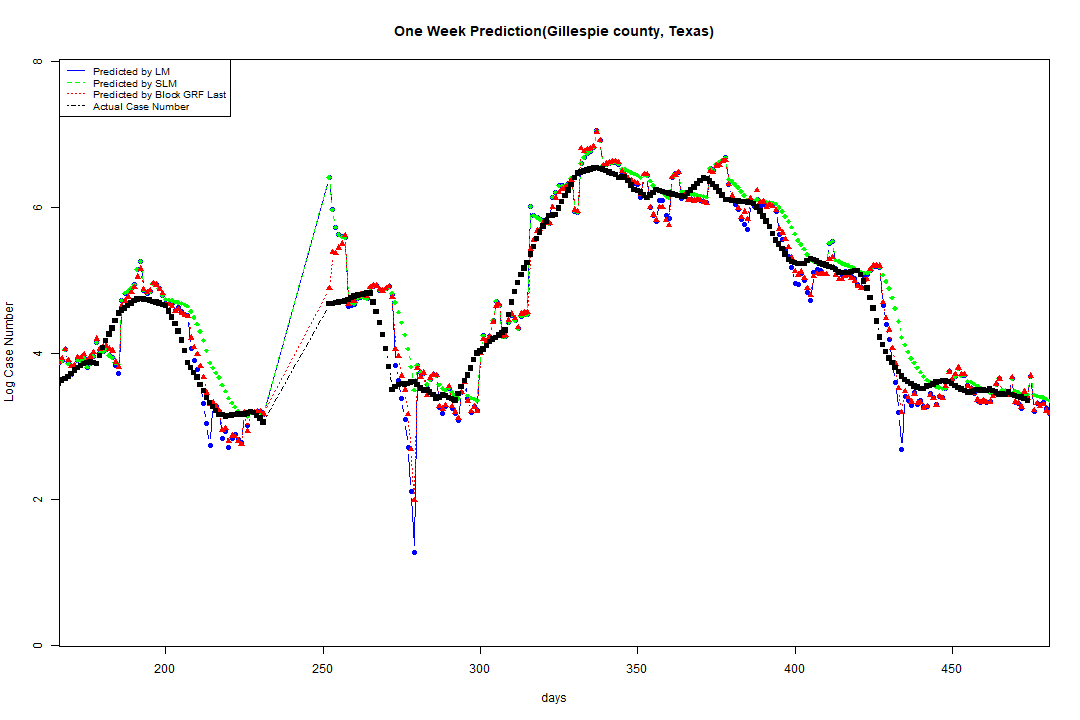 One Week Prediction(Gillespie county, Texas)
Predicted by LM
Predicted by SLM
Predicted by Block GRF Last
Actual Case Number
8
6
4
2
0
Log Case Number
200 250 300 350 400 450
days